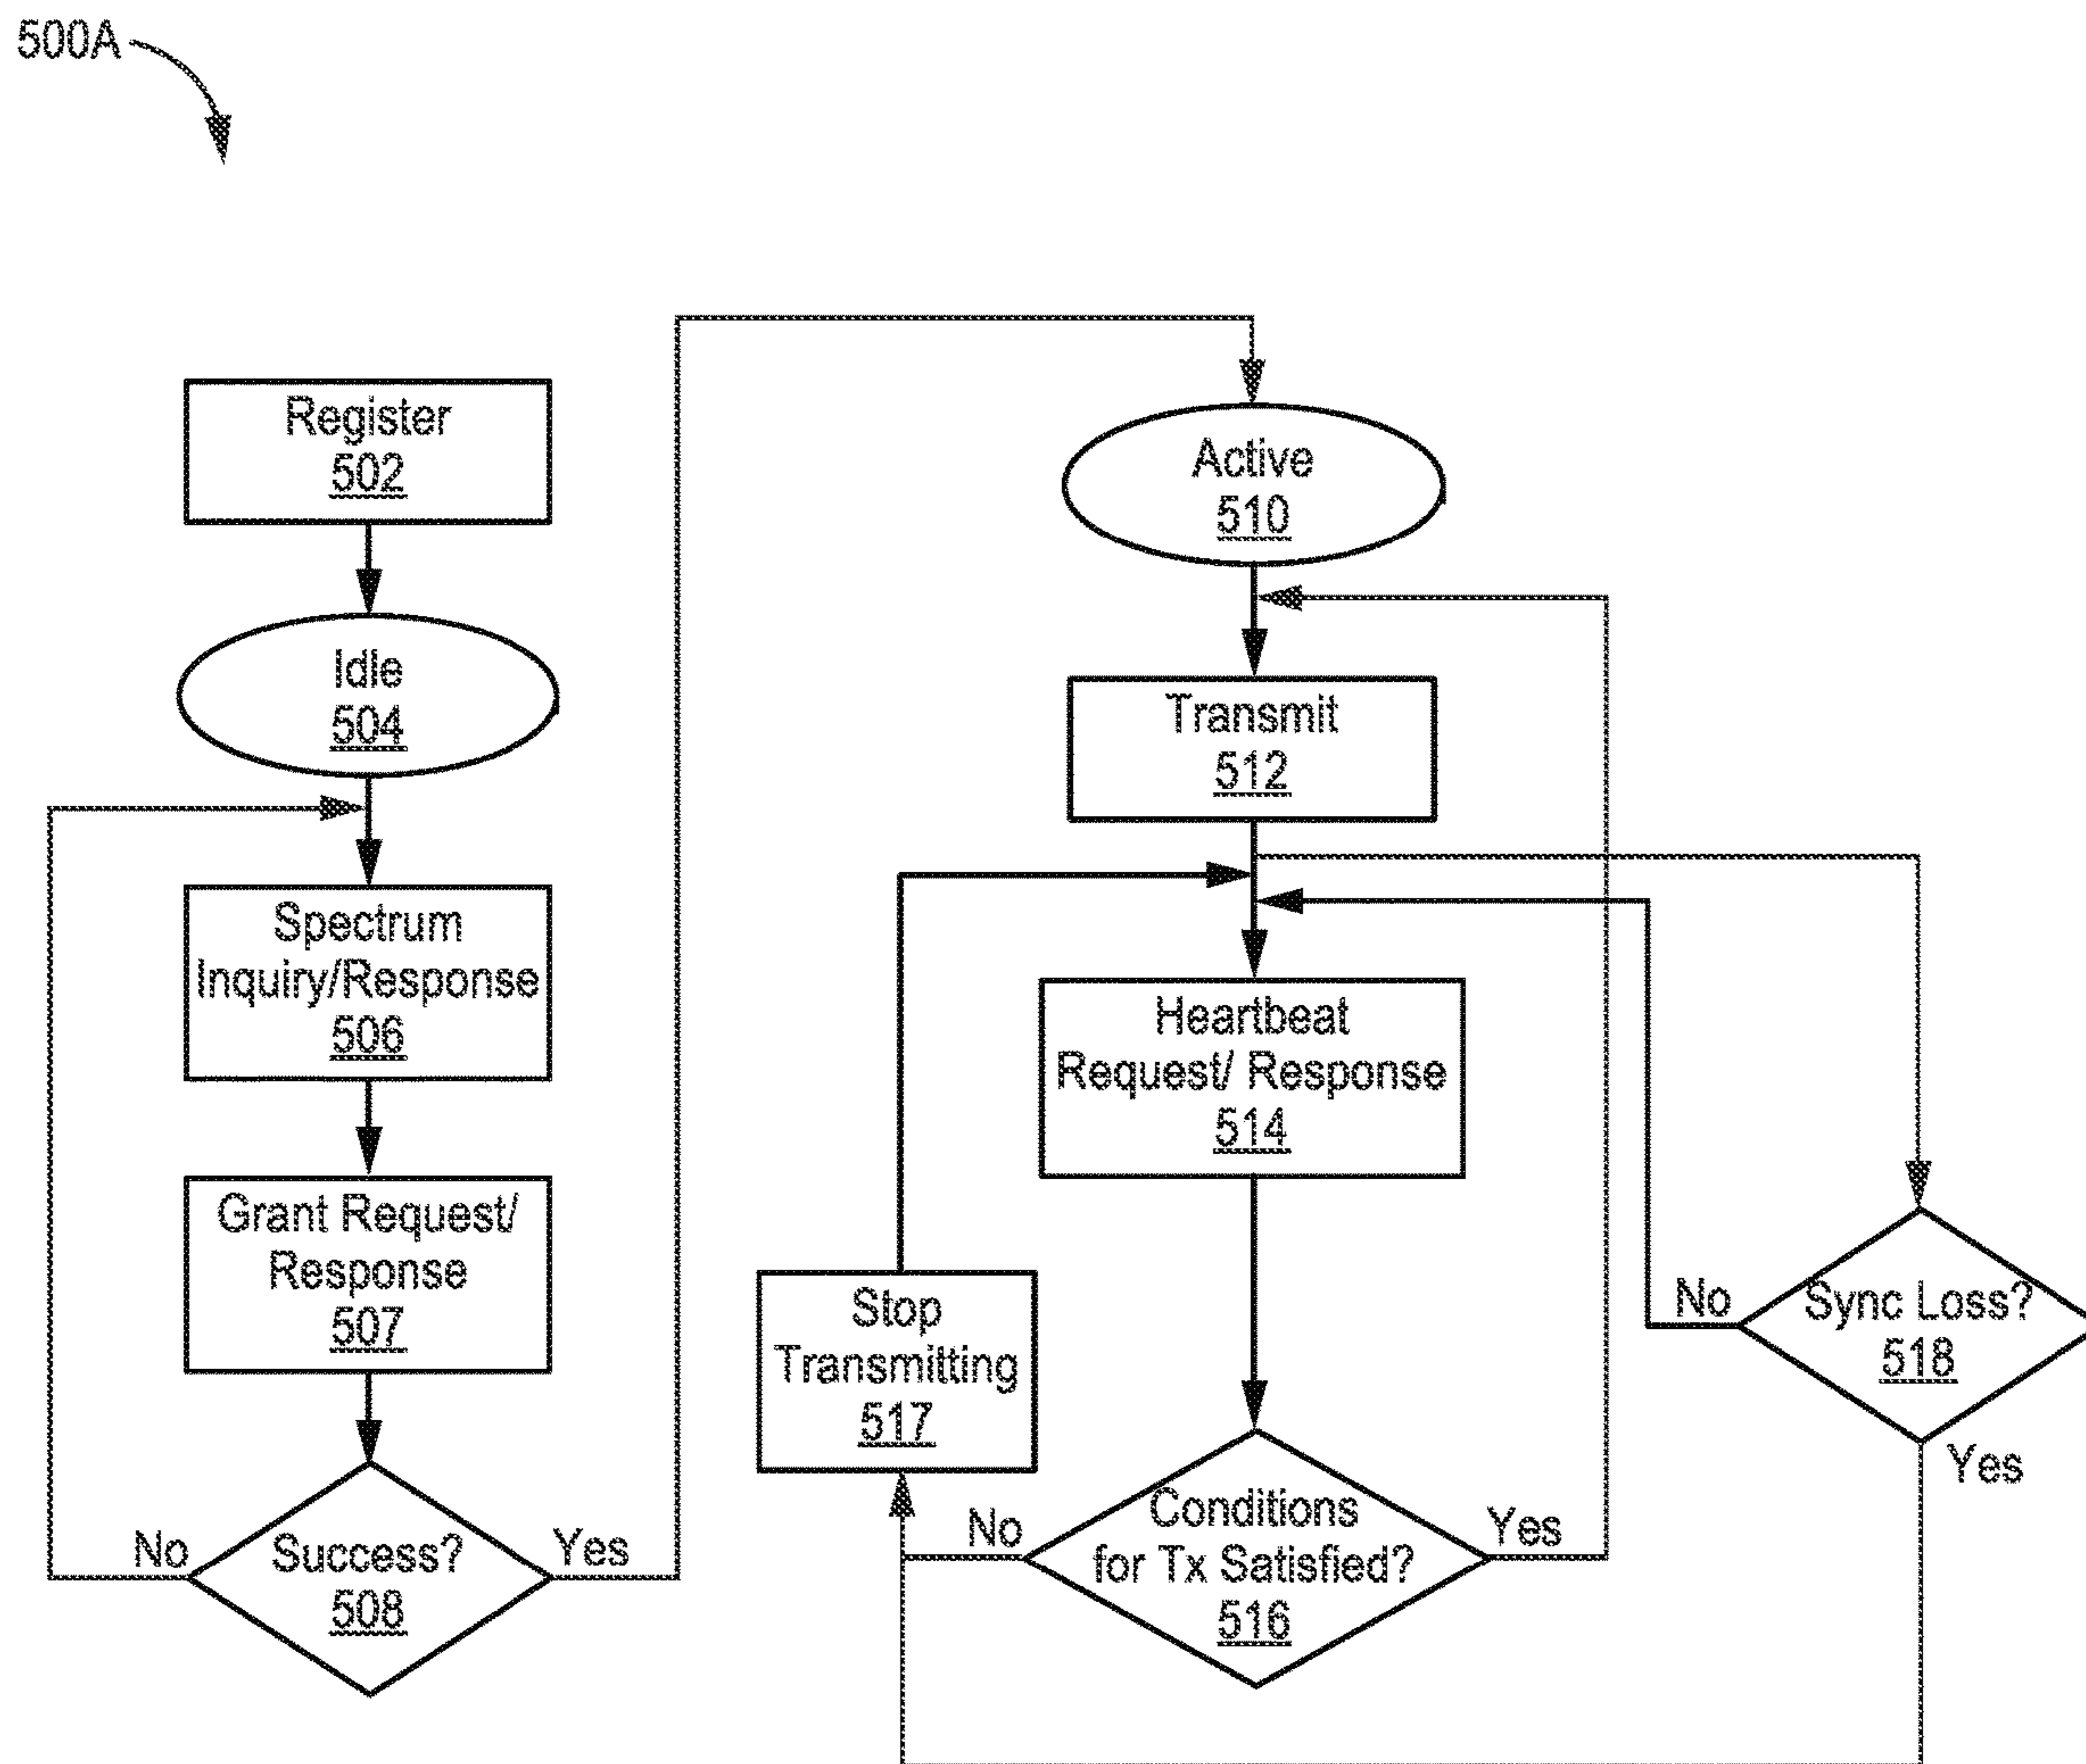 500A
Register
502
Idle
504
Spectrum
Inquiry/Response
506
Grant Request/
Response
507
No
Success?
508
Yes
Active
510
Transmit
512
Heartbeat
Request/ Response
514
Stop
Transmitting
517
No
Conditions
for Tx Satisfied?
516
Yes
No
Sync Loss?
518
Yes